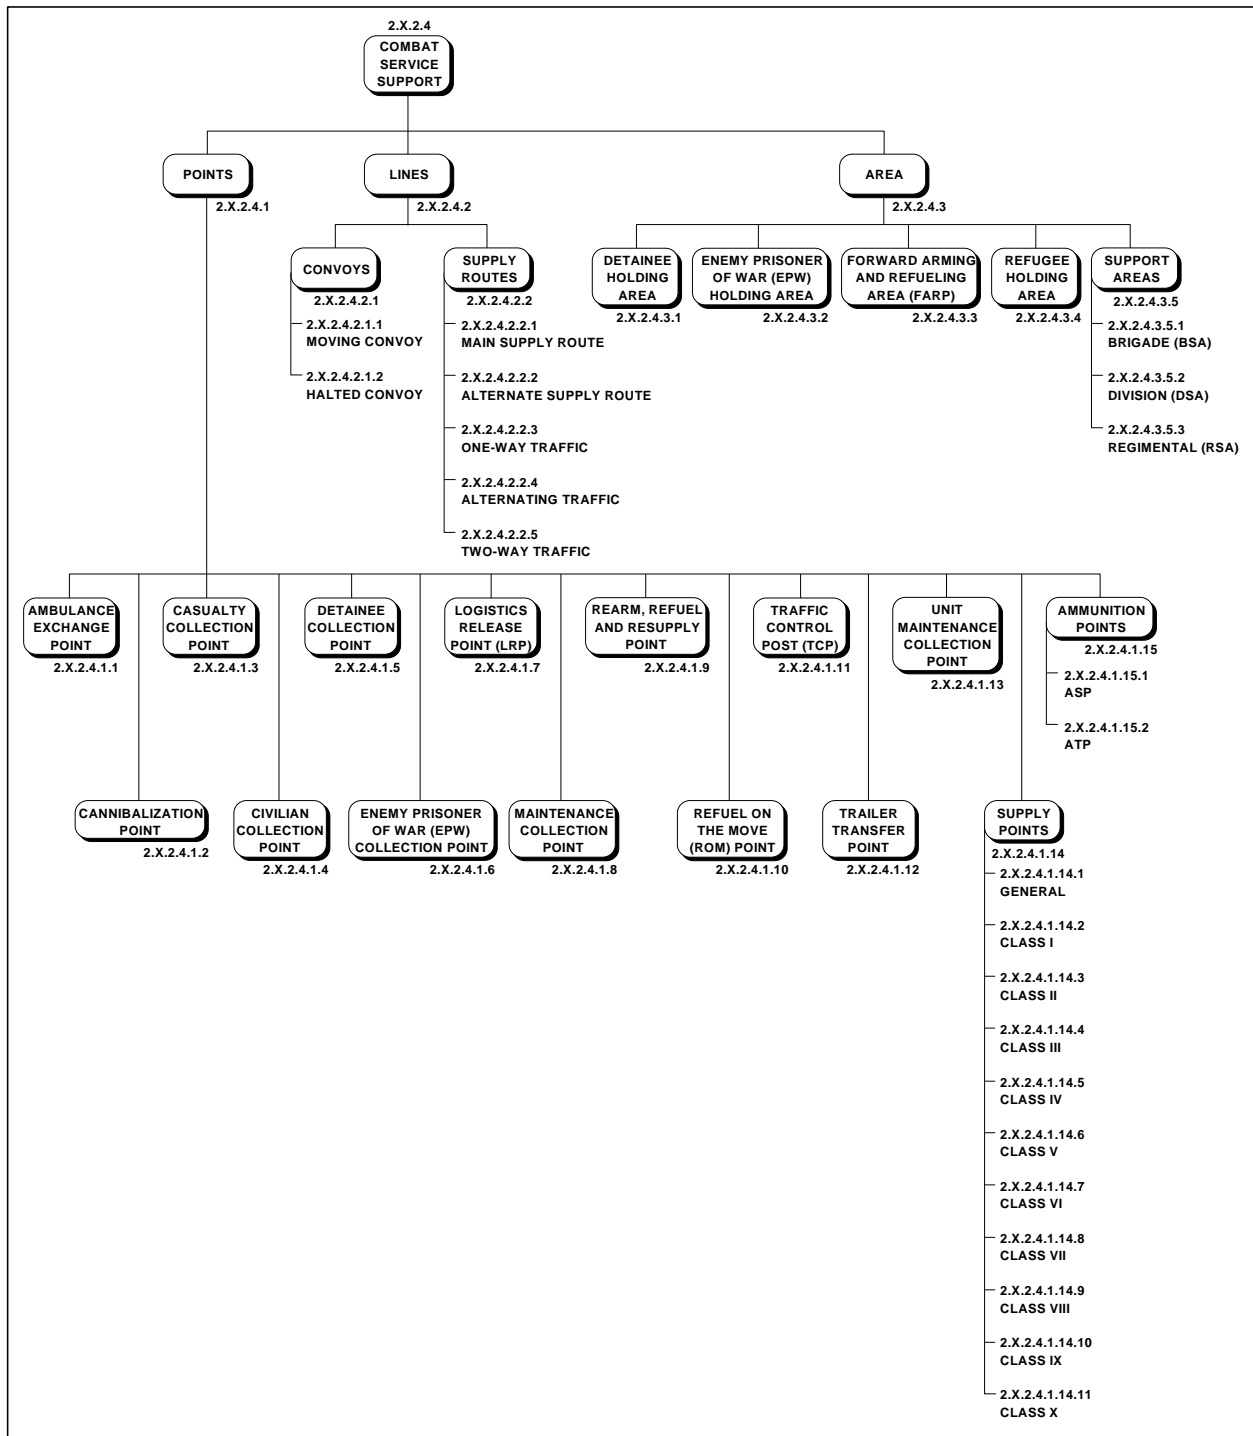 2.X.2.4
COMBAT
SERVICE
SUPPORT
POINTS
2.X.2.4.1
LINES
2.X.2.4.2
AREA
2.X.2.4.3
CONVOYS
2.X.2.4.2.1
2.X.2.4.2.1.1
MOVING CONVOY
2.X.2.4.2.1.2
HALTED CONVOY
SUPPLY
ROUTES
2.X.2.4.2.2
2.X.2.4.2.2.1
MAIN SUPPLY ROUTE
2.X.2.4.2.2.2
ALTERNATE SUPPLY ROUTE
2.X.2.4.2.2.3
ONE-WAY TRAFFIC
2.X.2.4.2.2.4
ALTERNATING TRAFFIC
2.X.2.4.2.2.5
TWO-WAY TRAFFIC
DETAINEE
HOLDING
AREA
2.X.2.4.3.1
ENEMY PRISONER
OF WAR (EPW)
HOLDING AREA
2.X.2.4.3.2
FORWARD ARMING
AND REFUELING
AREA (FARP)
2.X.2.4.3.3
REFUGEE
HOLDING
AREA
2.X.2.4.3.4
SUPPORT
AREAS
2.X.2.4.3.5
2.X.2.4.3.5.1
BRIGADE (BSA)
2.X.2.4.3.5.2
DIVISION (DSA)
2.X.2.4.3.5.3
REGIMENTAL (RSA)
AMBULANCE
EXCHANGE
POINT
2.X.2.4.1.1
CASUALTY
COLLECTION
POINT
2.X.2.4.1.3
DETAINEE
COLLECTION
POINT
2.X.2.4.1.5
LOGISTICS
RELEASE
POINT (LRP)
2.X.2.4.1.7
REARM, REFUEL
AND RESUPPLY
POINT
2.X.2.4.1.9
TRAFFIC
CONTROL
POST (TCP)
2.X.2.4.1.11
UNIT
MAINTENANCE
COLLECTION
POINT
2.X.2.4.1.13
AMMUNITION
POINTS
2.X.2.4.1.15
2.X.2.4.1.15.1
ASP
2.X.2.4.1.15.2
ATP
CANNIBALIZATION
POINT
2.X.2.4.1.2
CIVILIAN
COLLECTION
POINT
2.X.2.4.1.4
ENEMY PRISONER
OF WAR (EPW)
COLLECTION POINT
2.X.2.4.1.6
MAINTENANCE
COLLECTION
POINT
2.X.2.4.1.8
REFUEL ON
THE MOVE
(ROM) POINT
2.X.2.4.1.10
TRAILER
TRANSFER
POINT
2.X.2.4.1.12
SUPPLY
POINTS
2.X.2.4.1.14
2.X.2.4.1.14.1
GENERAL
2.X.2.4.1.14.2
CLASS I
2.X.2.4.1.14.3
CLASS II
2.X.2.4.1.14.4
CLASS III
2.X.2.4.1.14.5
CLASS IV
2.X.2.4.1.14.6
CLASS V
2.X.2.4.1.14.7
CLASS VI
2.X.2.4.1.14.8
CLASS VII
2.X.2.4.1.14.9
CLASS VIII
2.X.2.4.1.14.10
CLASS IX
2.X.2.4.1.14.11
CLASS X